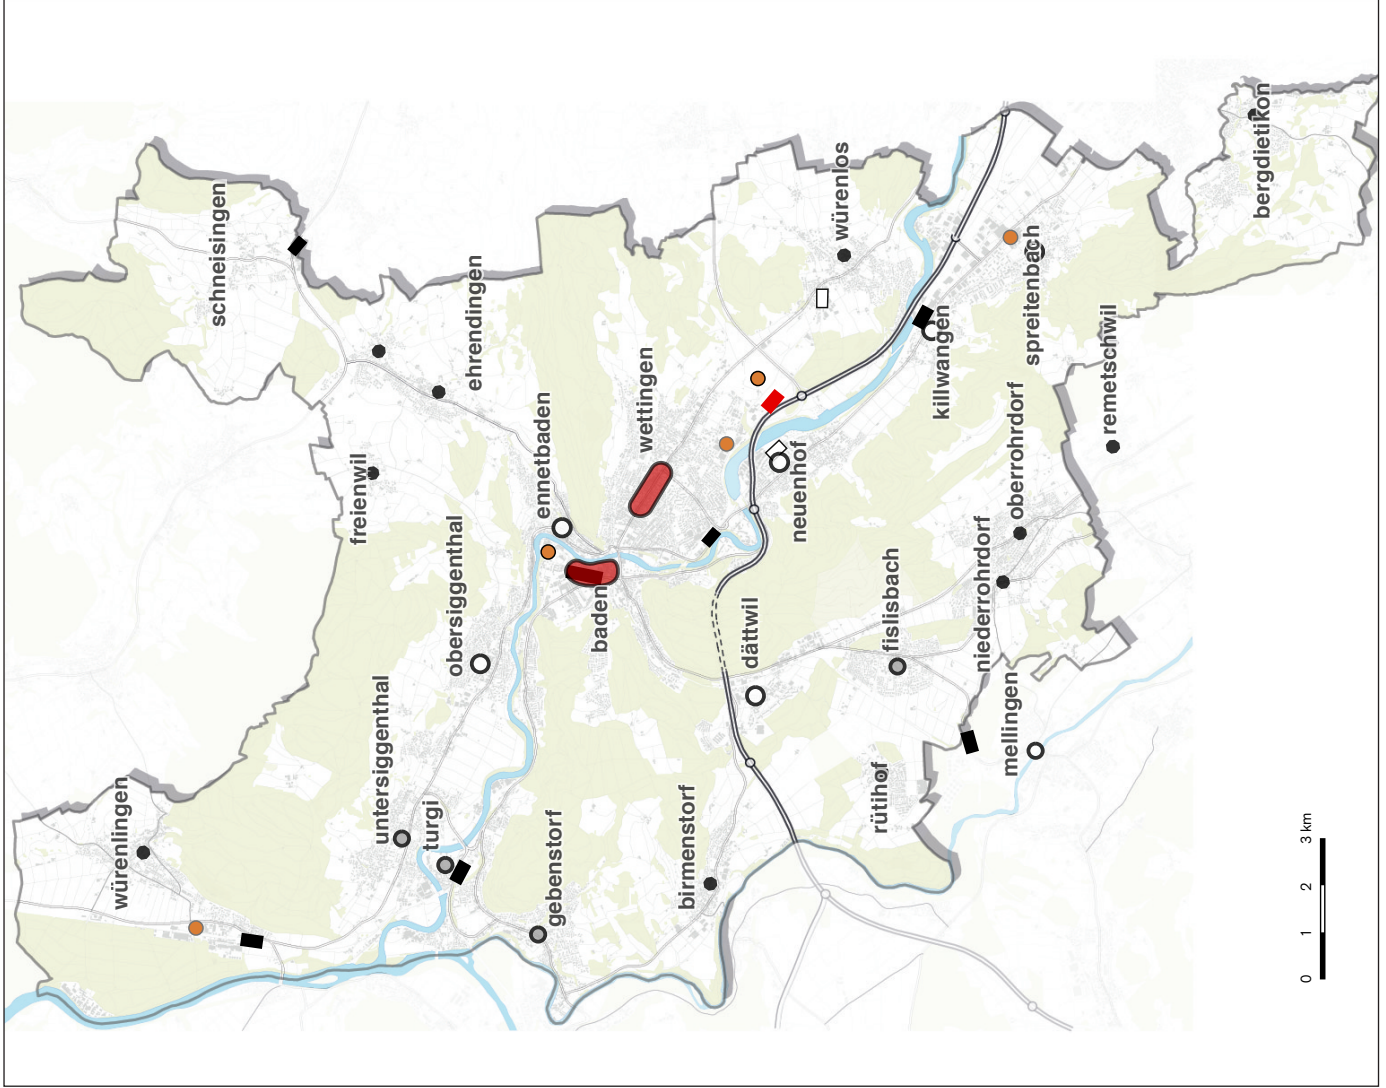 schneisingen
ehrendingen
freienwil
ennetbaden
obersiggenthal
untersiggenthal
turgi
würenlingen
gebenstorf
birmenstorf
baden
wettingen
würenlos
neuenhof
killwangen
spreitenbach
bergdietikon
remetschwil
oberrohrdorf
niederrohrdorf
fislisbach
dättwil
mellingen
rütihof
0 1 2 3 km